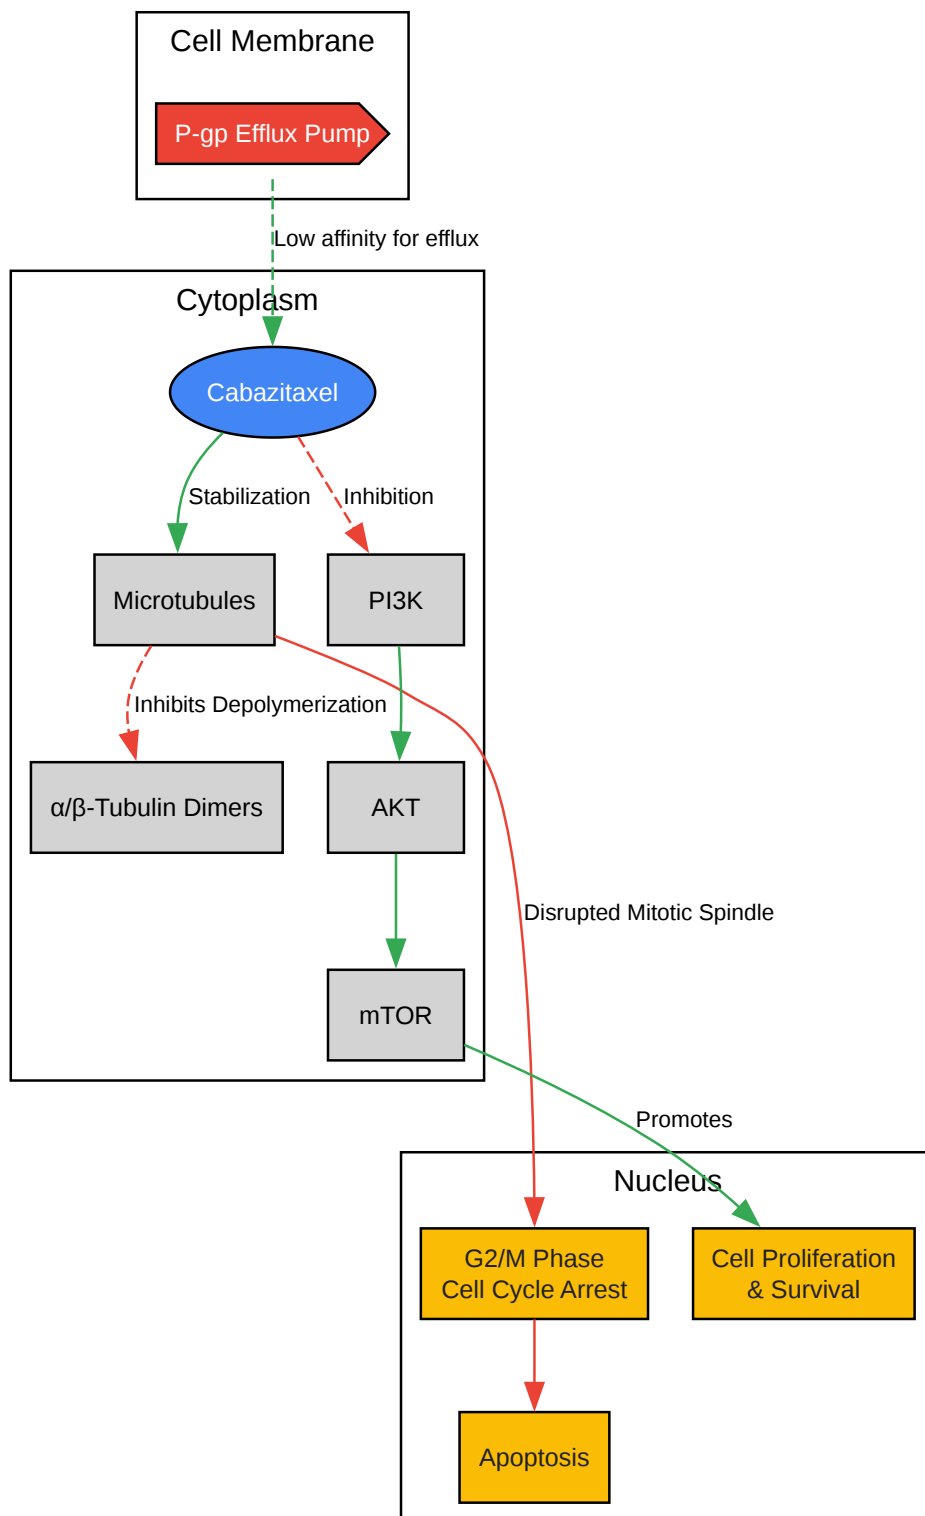 Cell Membrane
P-gp Efflux Pump
Low affinity for efflux
Cytoplasm
Cabazitaxel
Stabilization
Inhibition
Microtubules
PI3K
Inhibits Depolymerization
α/β-Tubulin Dimers
AKT
Disrupted Mitotic Spindle
mTOR
Promotes
Nucleus
G2/M Phase
Cell Cycle Arrest
Cell Proliferation
& Survival
Apoptosis